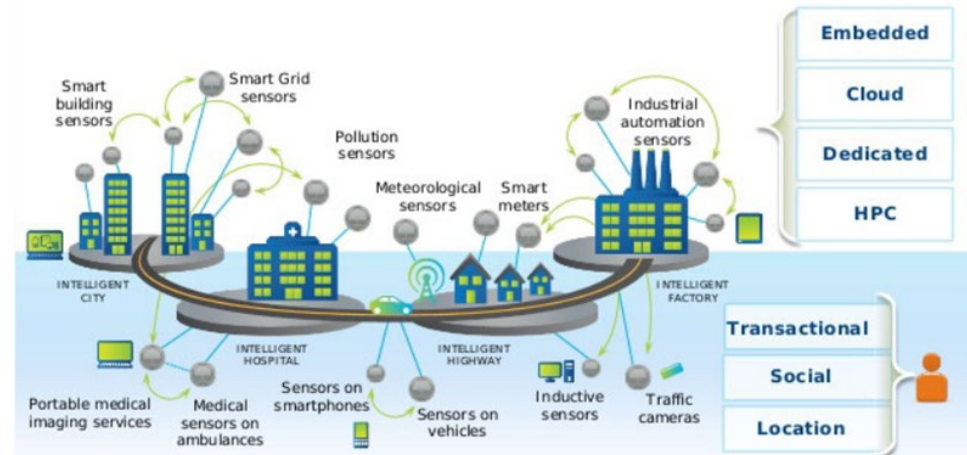 Smart
building
sensors
Smart Grid
sensors
Pollution
sensors
Meteorological
sensors
Smart
meters
Industrial
automation
sensors
Embedded
Cloud
Dedicated
HPC
INTELLIGENT
CITY
INTELLIGENT
HOSPITAL
INTELLIGENT
HIGHWAY
INTELLIGENT
FACTORY
Portable medical
imaging services
Medical
sensors on
ambulances
Sensors on
smartphones
Sensors on
vehicles
Inductive
sensors
Traffic
cameras
Transactional
Social
Location